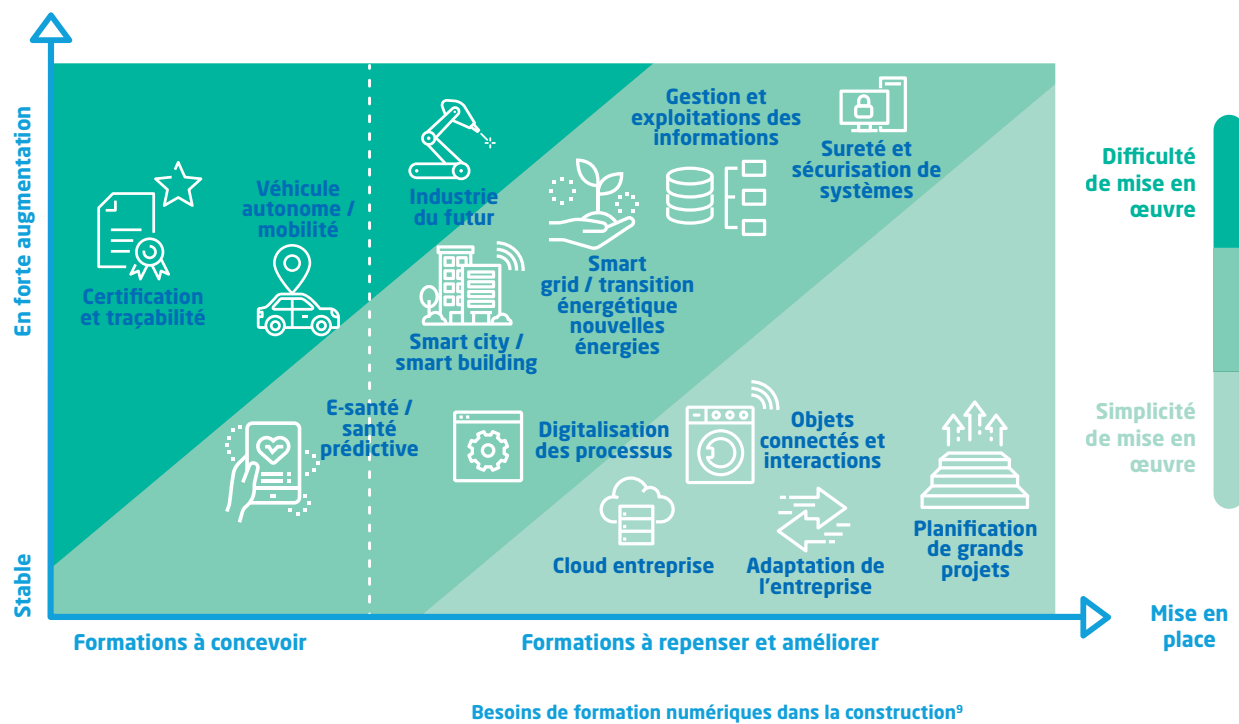 En forte augmentation
Stable
Certification
et traçabilité
Véhicule
autonome /
mobilité
Industrie
du futur
Gestion et
exploitations des
informations
Sureté et
sécurisation de
systèmes
Smart city /
smart building
Smart
grid / transition
énergétique
nouvelles
énergies
E-santé /
santé
prédictive
Digitalisation
des processus
Objets
connectés et
interactions
Cloud entreprise
Adaptation de
l'entreprise
Planification
de grands
projets
Difficulté
de mise en
œuvre
Simplicité
de mise en
œuvre
Formations à concevoir
Formations à repenser et améliorer
Mise en
place
Besoins de formation numériques dans la construction⁹